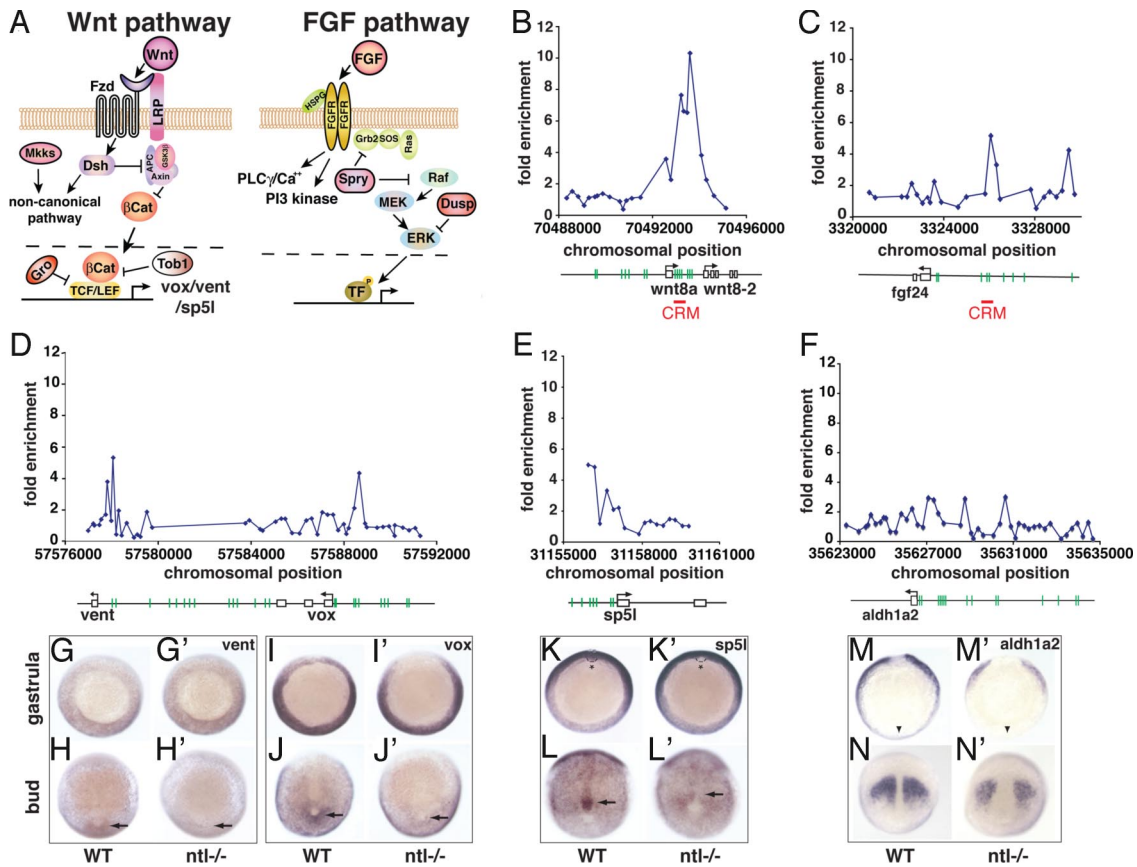 A Wnt pathway FGF pathway
Wnt
Fzd
LRP
Mkks
Dsh
APC
GSK3β
Axin
non-canonical
pathway
βCat
Gro
βCat
Tob1
TCF/LEF
vox/vent
/sp5l
FGF
HSPG
FGFR
FGFR
Grb2
SOS
Ras
PLCγ/Ca++
PI3 kinase
Spry
Raf
MEK
Dusp
ERK
TF
P
B
fold enrichment
12
10
8
6
4
2
0
70488000 70492000 70496000
chromosomal position
wnt8a wnt8-2
CRM
C
fold enrichment
12
10
8
6
4
2
0
3320000 3324000 3328000
chromosomal position
fgf24
CRM
D
fold enrichment
12
10
8
6
4
2
0
57576000 57580000 57584000 57588000 57592000
chromosomal position
vent vox
E
fold enrichment
12
10
8
6
4
2
0
31155000 31158000 31161000
chromosomal position
sp5l
F
fold enrichment
12
10
8
6
4
2
0
35623000 35627000 35631000 35635000
chromosomal position
aldh1a2
gastrula
bud
G G' vent
H H'
I I' vox
J J'
WT ntl-/- WT ntl-/-
K K' sp5l
* *
L L'
WT ntl-/-
M M' aldh1a2
N N'
WT ntl-/-